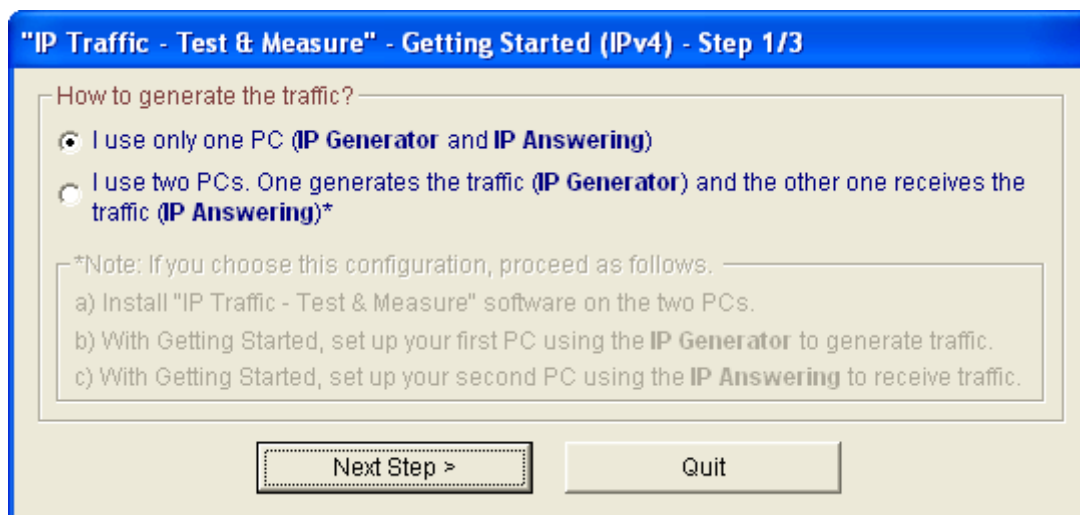 "IP Traffic - Test & Measure" - Getting Started (IPv4) - Step 1/3
How to generate the traffic?
I use only one PC (IP Generator and IP Answering)
I use two PCs. One generates the traffic (IP Generator) and the other one receives the
traffic (IP Answering)*
*Note: If you choose this configuration, proceed as follows.
a) Install "IP Traffic - Test & Measure" software on the two PCs.
b) With Getting Started, set up your first PC using the IP Generator to generate traffic.
c) With Getting Started, set up your second PC using the IP Answering to receive traffic.
Next Step >
Quit